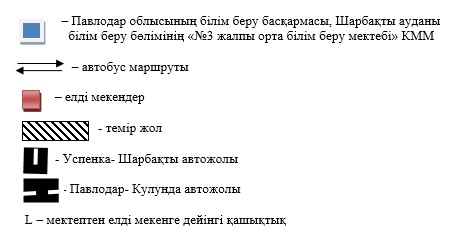 – Павлодар облысының білім беру басқармасы, Шарбақты ауданы
білім беру бөлімінің «№3 жалпы орта білім беру мектебі» КММ
– автобус маршруты
– елді мекендер
- темір жол
- Успенка- Шарбақты автожолы
- Павлодар- Кулунда автожолы
L – мектептен елді мекенге дейінгі қашықтық